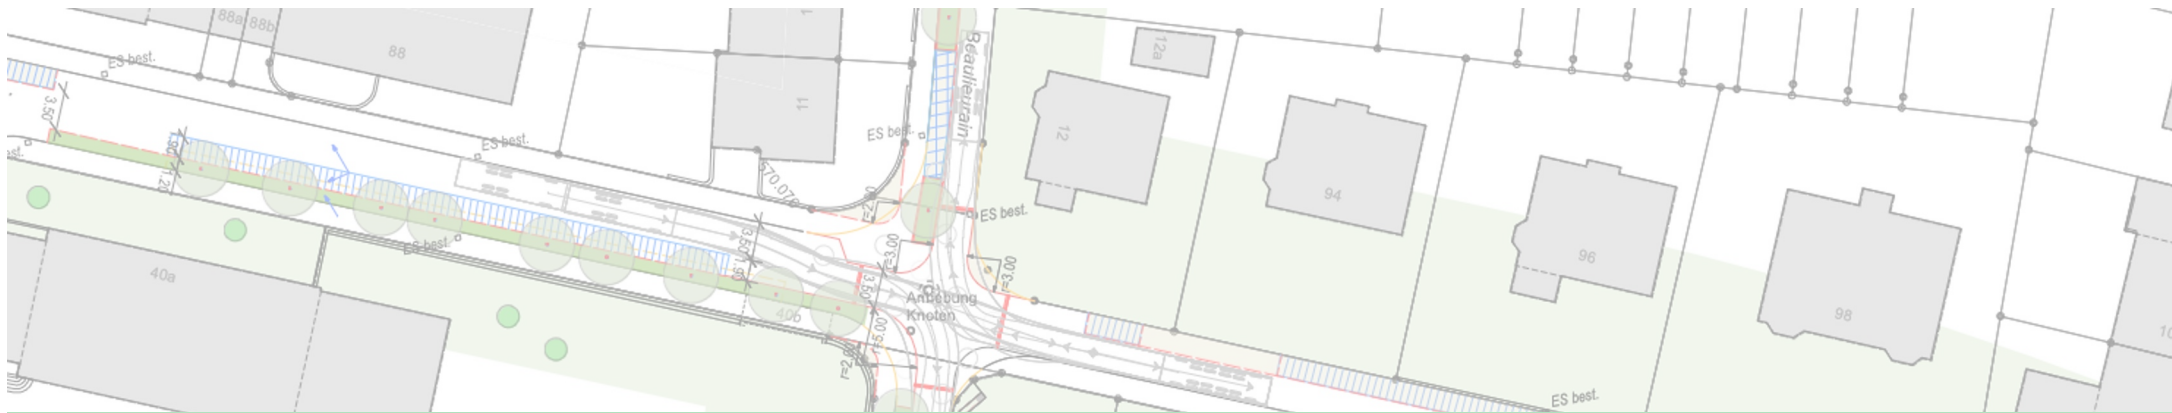 88a
88b
88
ES best.
3.50
11
ES best.
ES best.
Beaulieurain
12a
12
94
96
98
ES best.
1.20
r=3.00
r=3.00
3.50
3.50
ES best.
40a
40b
Anhebung
Knoten
r=5.00
ES best.